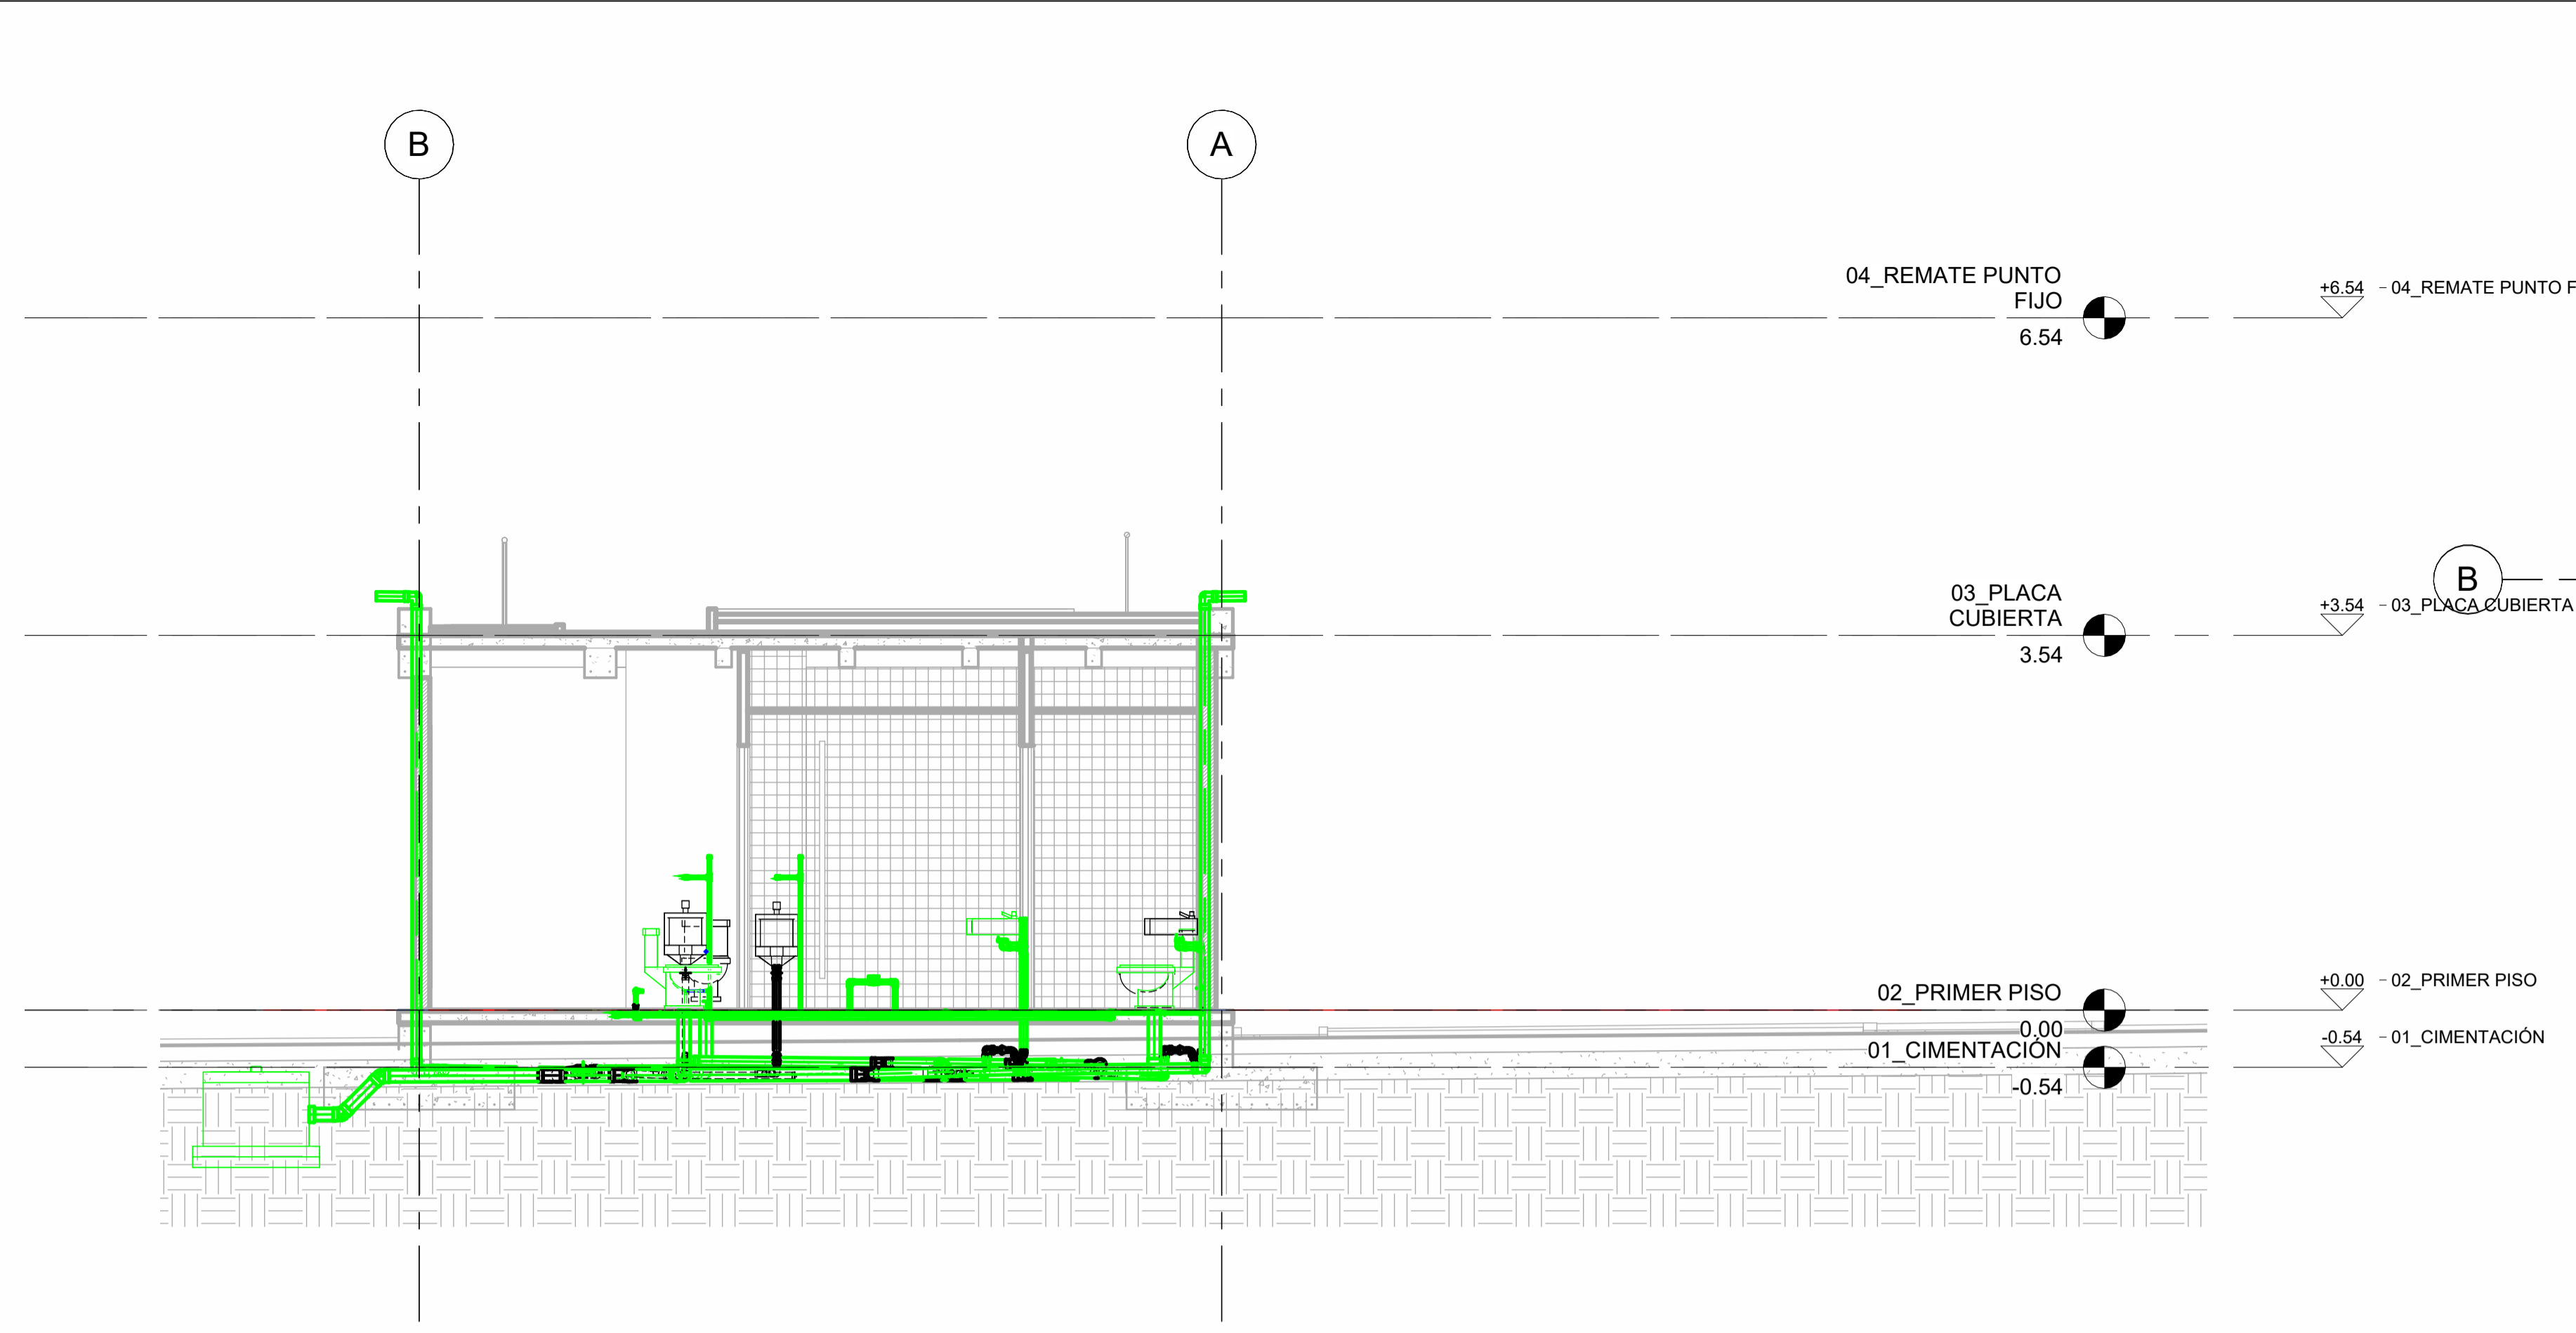 B
A
04_REMATE PUNTO
FIJO
6.54
+6.54
04_REMATE PUNTO F
03_PLACA
CUBIERTA
3.54
+3.54
03_PLACA CUBIERTA
B
02_PRIMER PISO
0.00
+0.00
02_PRIMER PISO
01_CIMENTACIÓN
-0.54
-0.54
01_CIMENTACIÓN